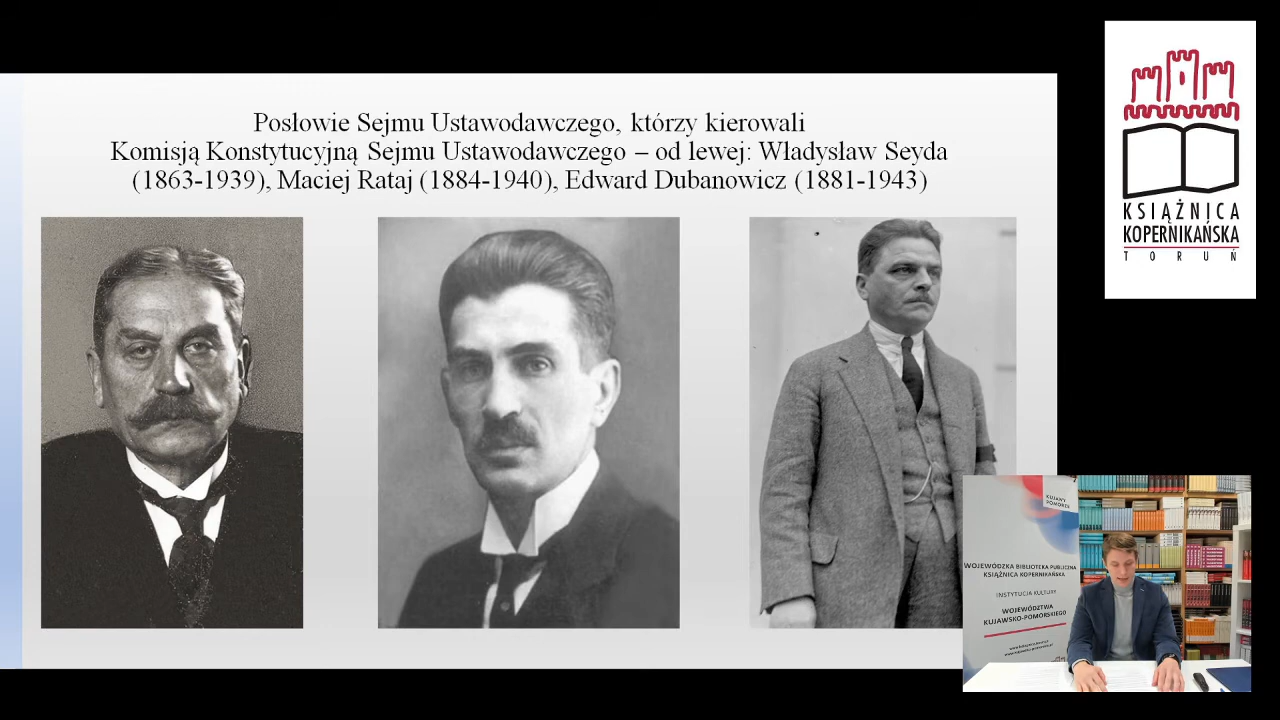 Posłowie Sejmu Ustawodawczego, którzy kierowali
Komisją Konstytucyjną Sejmu Ustawodawczego – od lewej: Władysław Seyda
(1863-1939), Maciej Rataj (1884-1940), Edward Dubanowicz (1881-1943)
KSIĄŻNICA
KOPERNIKAŃSKA
TORUŃ
KUJAWY
POMORZE
WOJEWÓDZKA BIBLIOTEKA PUBLICZNA
KSIĄŻNICA KOPERNIKAŃSKA
INSTYTUCJA KULTURY
WOJEWÓDZTWA
KUJAWSKO-POMORSKIEGO